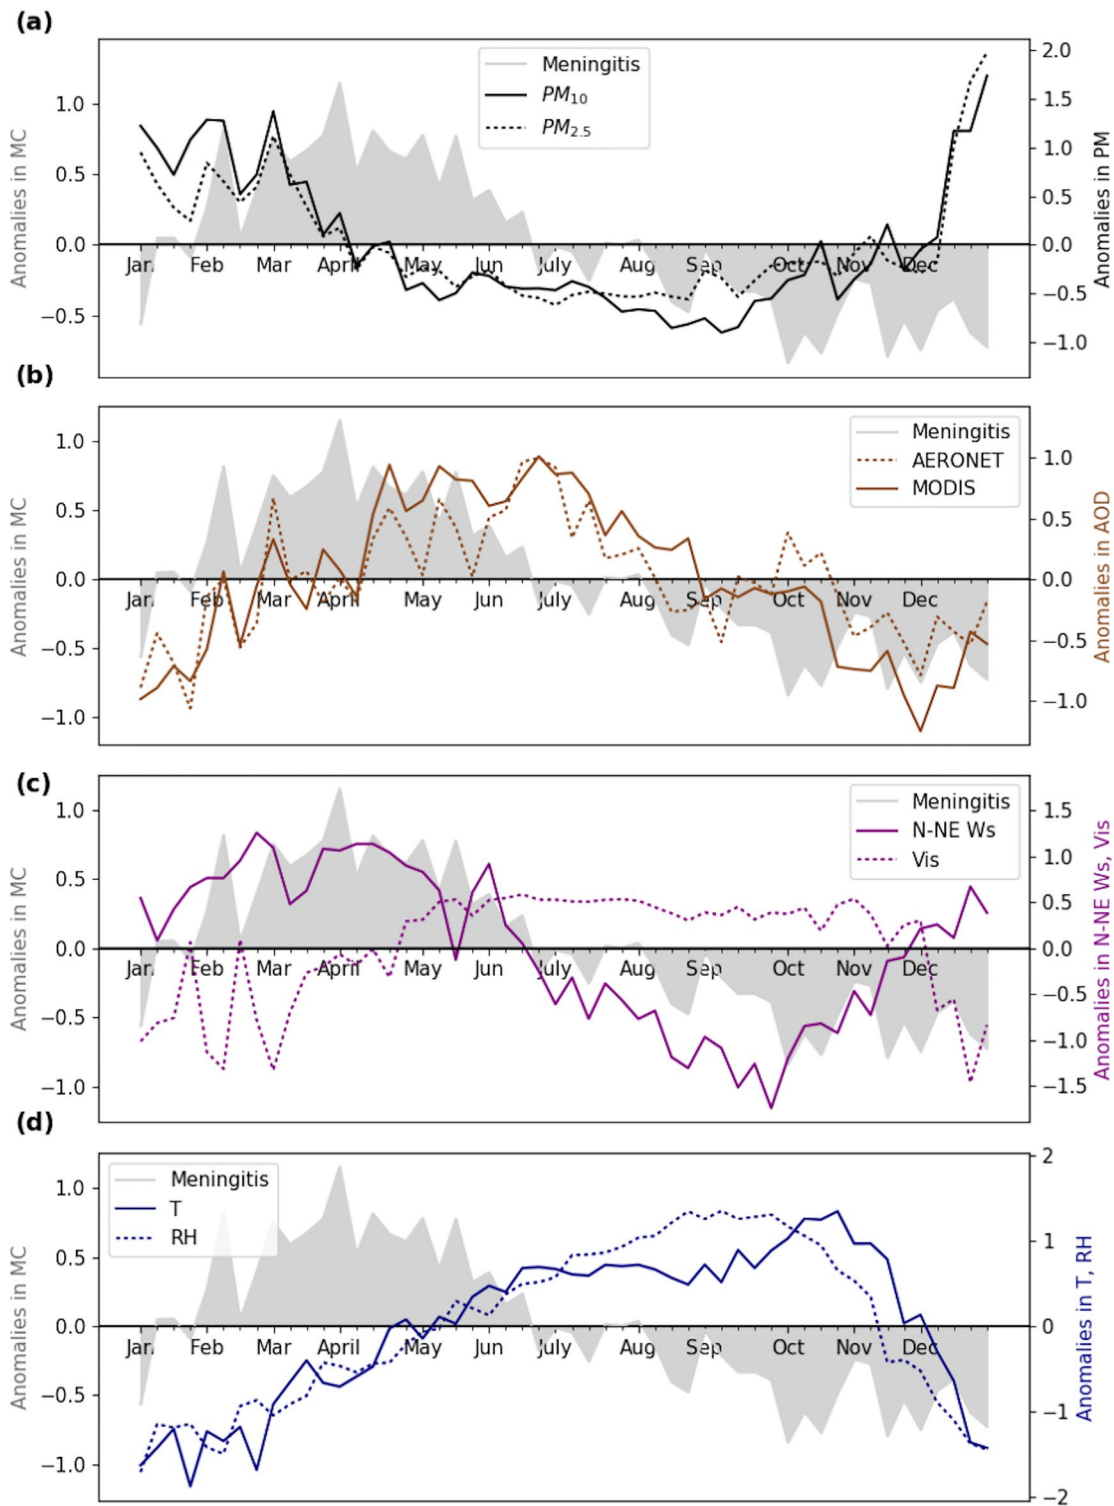 (a)
Meningitis
PM10
PM2.5
Anomalies in MC
1.0
0.5
0.0
−0.5
2.0
1.5
1.0
0.5
0.0
−0.5
−1.0
Anomalies in PM
Jan. Feb Mar April May Jun July Aug Sep Oct Nov Dec
(b)
Meningitis
AERONET
MODIS
Anomalies in MC
1.0
0.5
0.0
−0.5
−1.0
1.0
0.5
0.0
−0.5
−1.0
Anomalies in AOD
Jan. Feb Mar April May Jun July Aug Sep Oct Nov Dec
(c)
Meningitis
N-NE Ws
Vis
Anomalies in MC
1.0
0.5
0.0
−0.5
−1.0
1.5
1.0
0.5
0.0
−0.5
−1.0
−1.5
Anomalies in N-NE Ws, Vis
Jan. Feb Mar April May Jun July Aug Sep Oct Nov Dec
(d)
Meningitis
T
RH
Anomalies in MC
1.0
0.5
0.0
−0.5
−1.0
2
1
0
−1
−2
Anomalies in T, RH
Jan. Feb Mar April May Jun July Aug Sep Oct Nov Dec